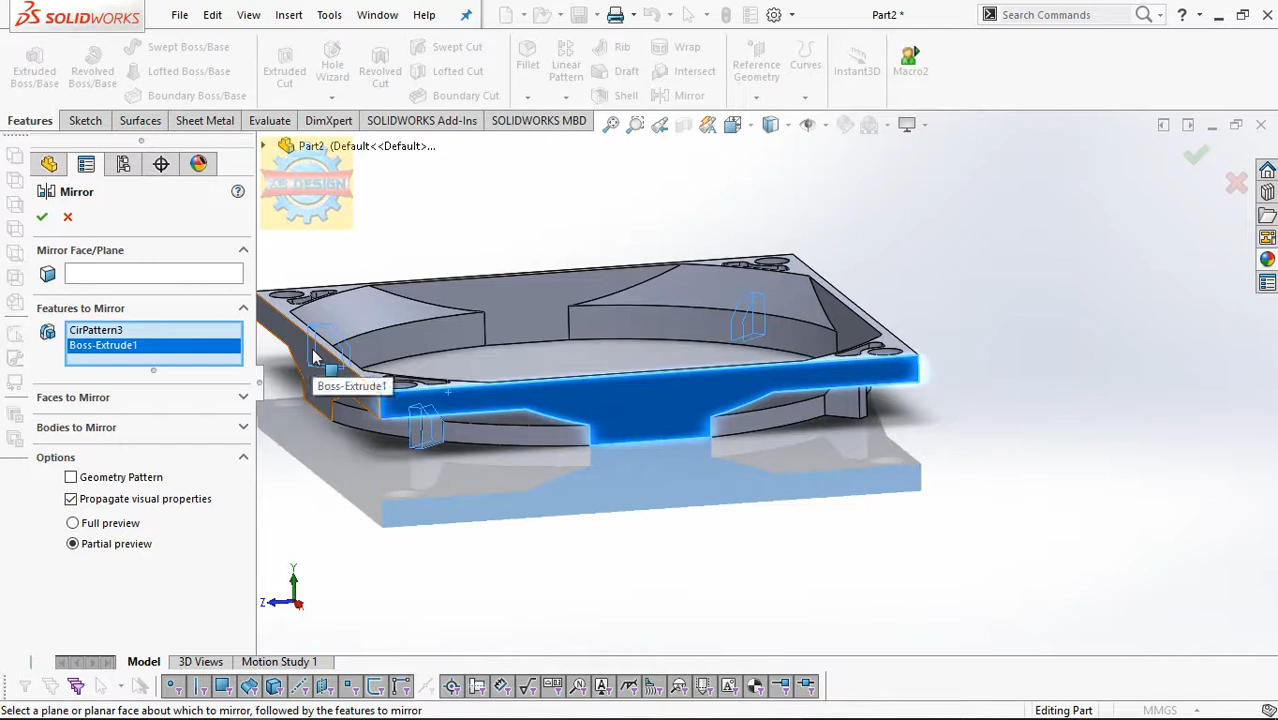 SOLIDWORKS File Edit View Insert Tools Window Help Part2 * Search Commands ?
Extruded Boss/Base
Revolved Boss/Base
Swept Boss/Base
Lofted Boss/Base
Boundary Boss/Base
Extruded Cut
Hole Wizard
Revolved Cut
Swept Cut
Lofted Cut
Boundary Cut
Fillet
Linear Pattern
Rib
Draft
Shell
Wrap
Intersect
Mirror
Reference Geometry
Curves
Instant3D
Macro2
Features Sketch Surfaces Sheet Metal Evaluate DimXpert SOLIDWORKS Add-Ins SOLIDWORKS MBD
Part2 (Default<<Default>...
Mirror
Mirror Face/Plane
Features to Mirror
CirPattern3
Boss-Extrude1
Faces to Mirror
Bodies to Mirror
Options
Geometry Pattern
Propagate visual properties
Full preview
Partial preview
Boss-Extrude1
Y
Z
Model 3D Views Motion Study 1
Select a plane or planar face about which to mirror, followed by the features to mirror
Editing Part MMGS